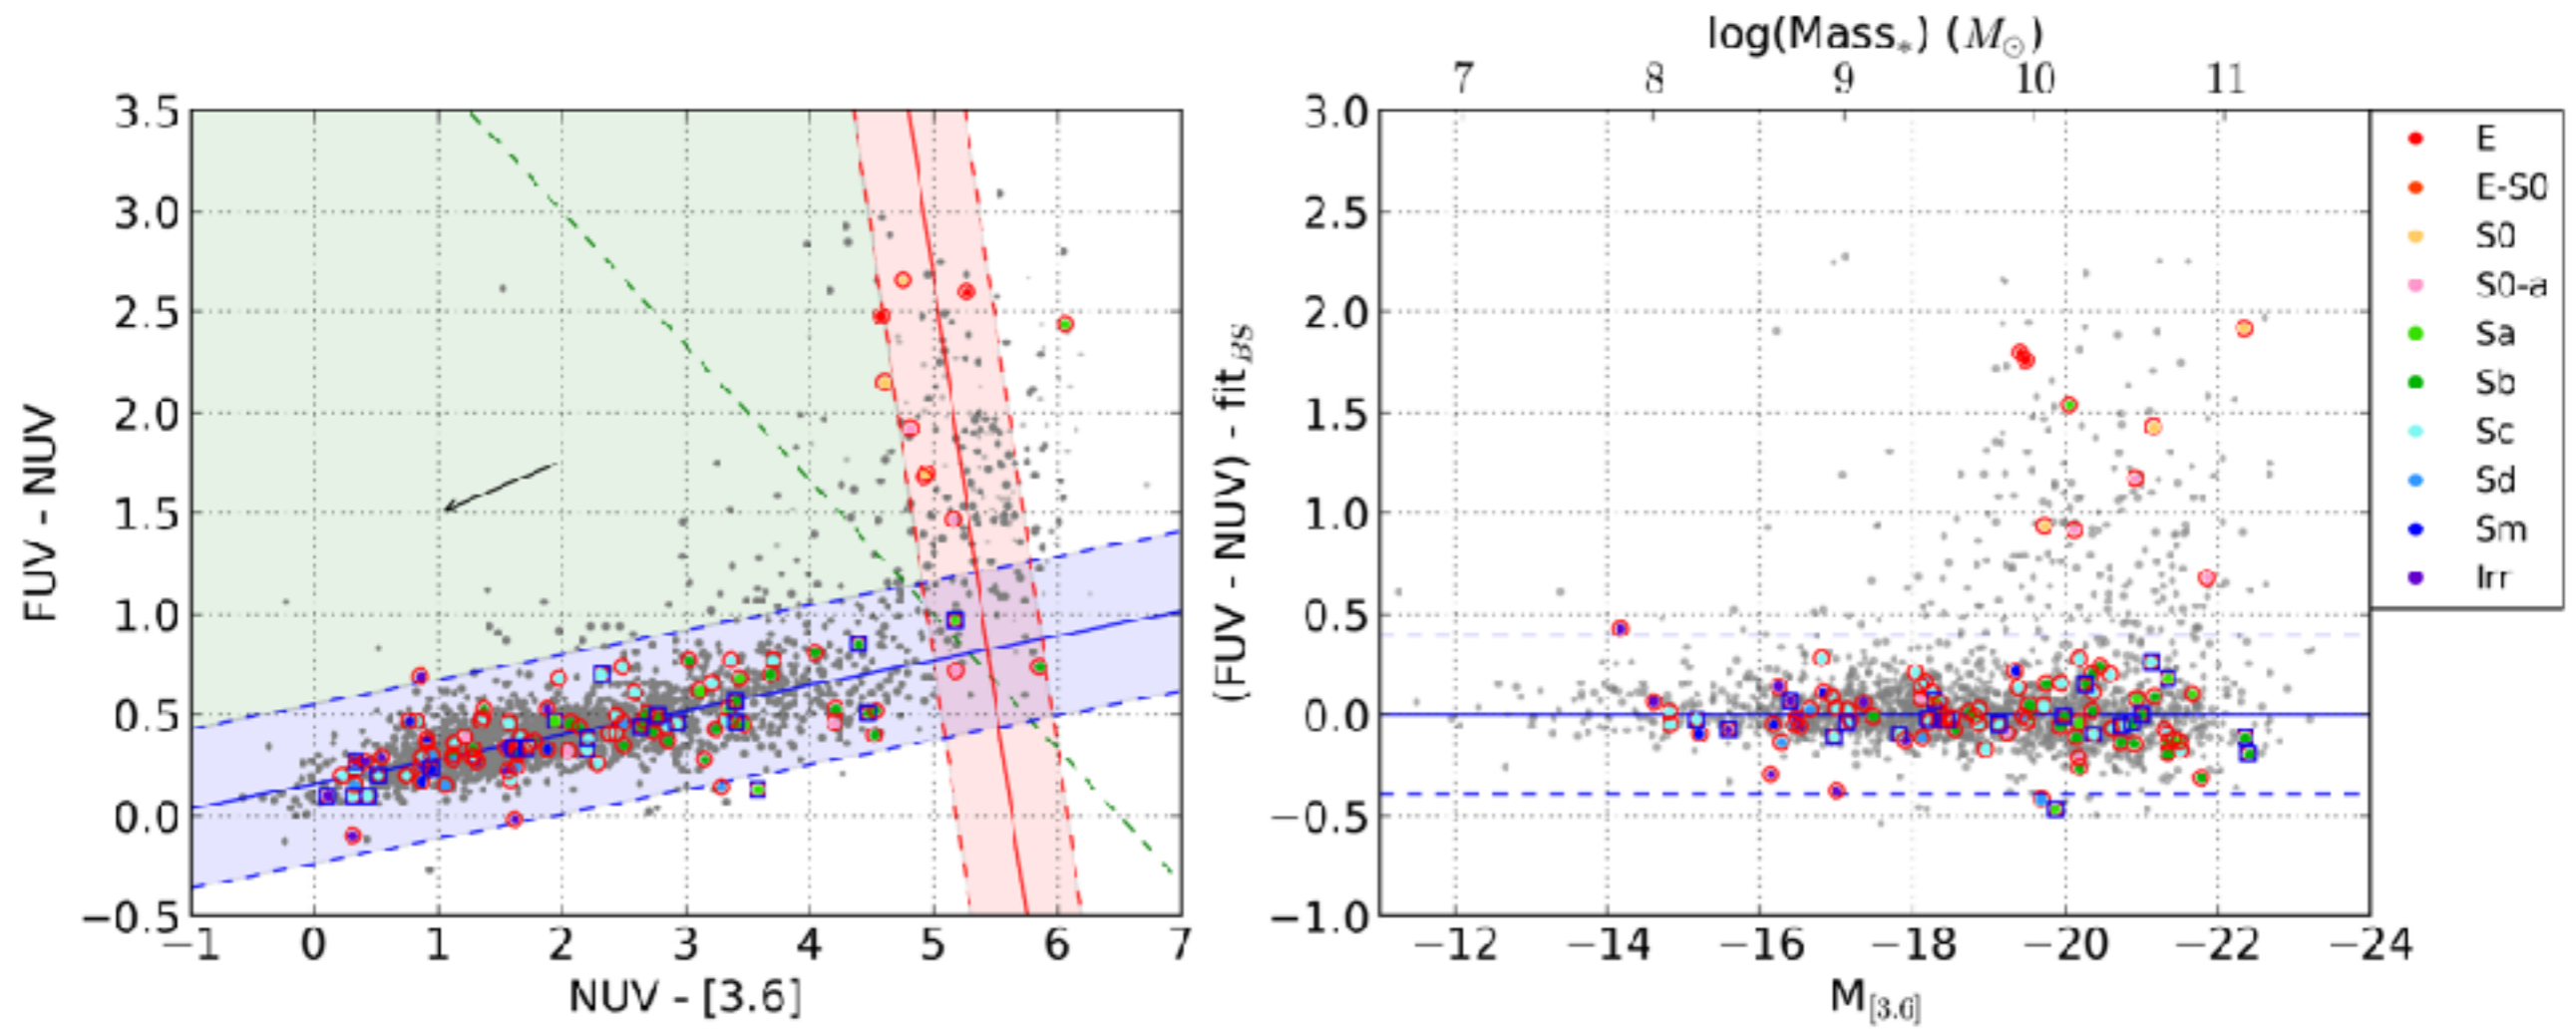 log(Mass*) (M⊙)
7 8 9 10 11
3.5
3.0
2.5
2.0
1.5
1.0
0.5
0.0
−0.5
FUV - NUV
−1 0 1 2 3 4 5 6 7
NUV - [3.6]
3.0
2.5
2.0
1.5
1.0
0.5
0.0
−0.5
−1.0
(FUV - NUV) - fit_BS
−12 −14 −16 −18 −20 −22 −24
M_[3.6]
E
E-S0
S0
S0-a
Sa
Sb
Sc
Sd
Sm
Irr